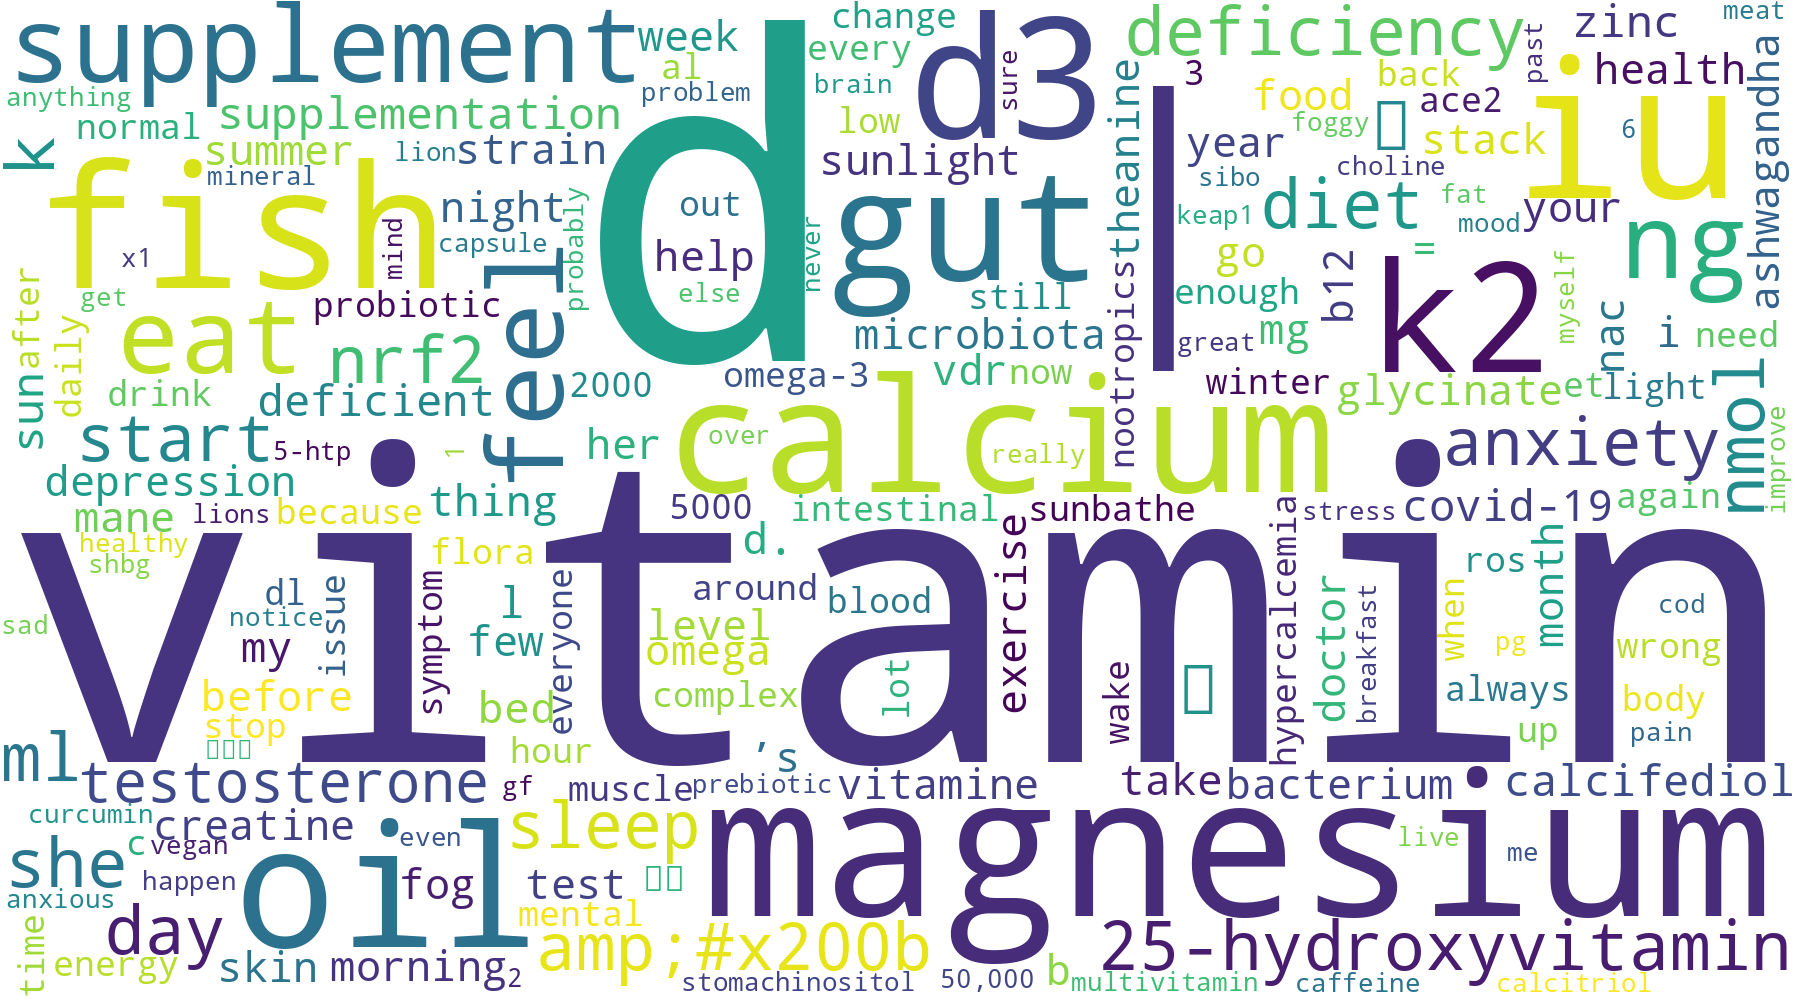 supplement
week
change
every
al
brain
problem
d
d3
sure
deficiency
past
zinc
meat
health
anything
normal
supplementation
summer
lion
strain
mineral
k
low
sunlight
theanine
3
year
sibo
food
back
foggy
ace2
stack
6
choline
ashwagandha
iu
|
fish
night
capsule
probably
out
help
else
never
gut
keap1
diet
fat
mood
your
x1
mind
get
sun
after
daily
eat
probiotic
nrf2
feel
still
microbiota
enough
go
=
mg
great
b12
k2
myself
nac
i
ng
need
drink
deficient
2000
omega-3
vdr
now
nootropics
winter
glycinate
et
light
nmol
improve
start
5-htp
1
her
over
calcium
really
anxiety
depression
thing
5000
intestinal
sunbathe
stress
covid-19
again
mane
lions
because
healthy
shbg
flora
d.
exercise
hypercalcemia
ros
month
vitamin
sad
dl
notice
issue
my
symptom
l
few
everyone
around
level
omega
blood
doctor
breakfast
when
cod
pg
wrong
before
stop
bed
complex
lot
wake
always
body
hour
up
pain
ml
testosterone
gf
muscle
’s
prebiotic
vitamine
take
bacterium
calcifediol
curcumin
creatine
c
vegan
even
sleep
magnesium
live
me
she
happen
anxious
oil
fog
test
mental
day
time
energy
skin
morning
2
amp;#x200b
25-hydroxyvitamin
stomach
inositol
50,000
b
multivitamin
caffeine
calcitriol